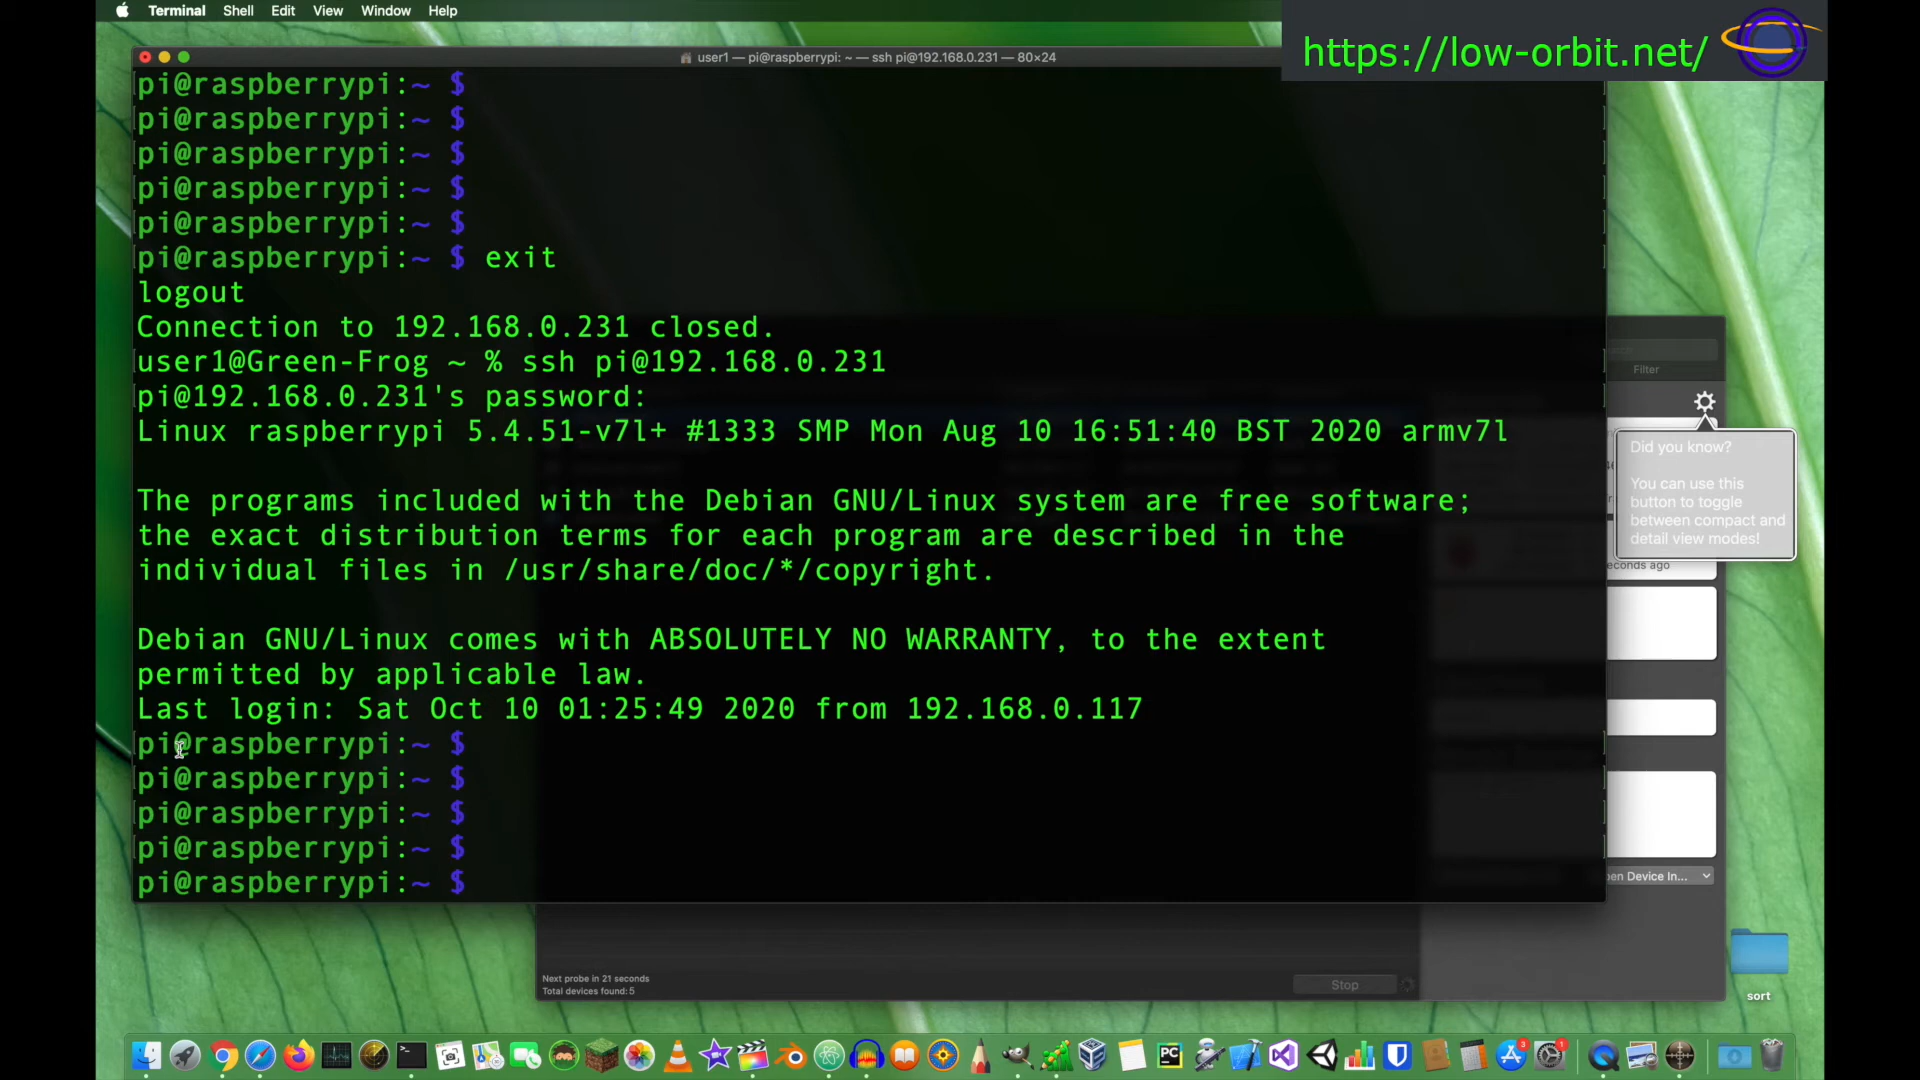 Terminal Shell Edit View Window Help
https://low-orbit.net/
user1 — pi@raspberrypi: ~ — ssh pi@192.168.0.231 — 80×24
pi@raspberrypi:~ $
pi@raspberrypi:~ $
pi@raspberrypi:~ $
pi@raspberrypi:~ $
pi@raspberrypi:~ $
pi@raspberrypi:~ $ exit
logout
Connection to 192.168.0.231 closed.
user1@Green-Frog ~ % ssh pi@192.168.0.231
pi@192.168.0.231's password:
Linux raspberrypi 5.4.51-v7l+ #1333 SMP Mon Aug 10 16:51:40 BST 2020 armv7l
The programs included with the Debian GNU/Linux system are free software;
the exact distribution terms for each program are described in the
individual files in /usr/share/doc/*/copyright.
Debian GNU/Linux comes with ABSOLUTELY NO WARRANTY, to the extent
permitted by applicable law.
Last login: Sat Oct 10 01:25:49 2020 from 192.168.0.117
pi@raspberrypi:~ $
pi@raspberrypi:~ $
pi@raspberrypi:~ $
pi@raspberrypi:~ $
pi@raspberrypi:~ $
Filter
Did you know?
You can use this
button to toggle
between compact and
detail view modes!
econds ago
en Device In...
Next probe in 21 seconds
Total devices found: 5
Stop
sort
PC
3
1